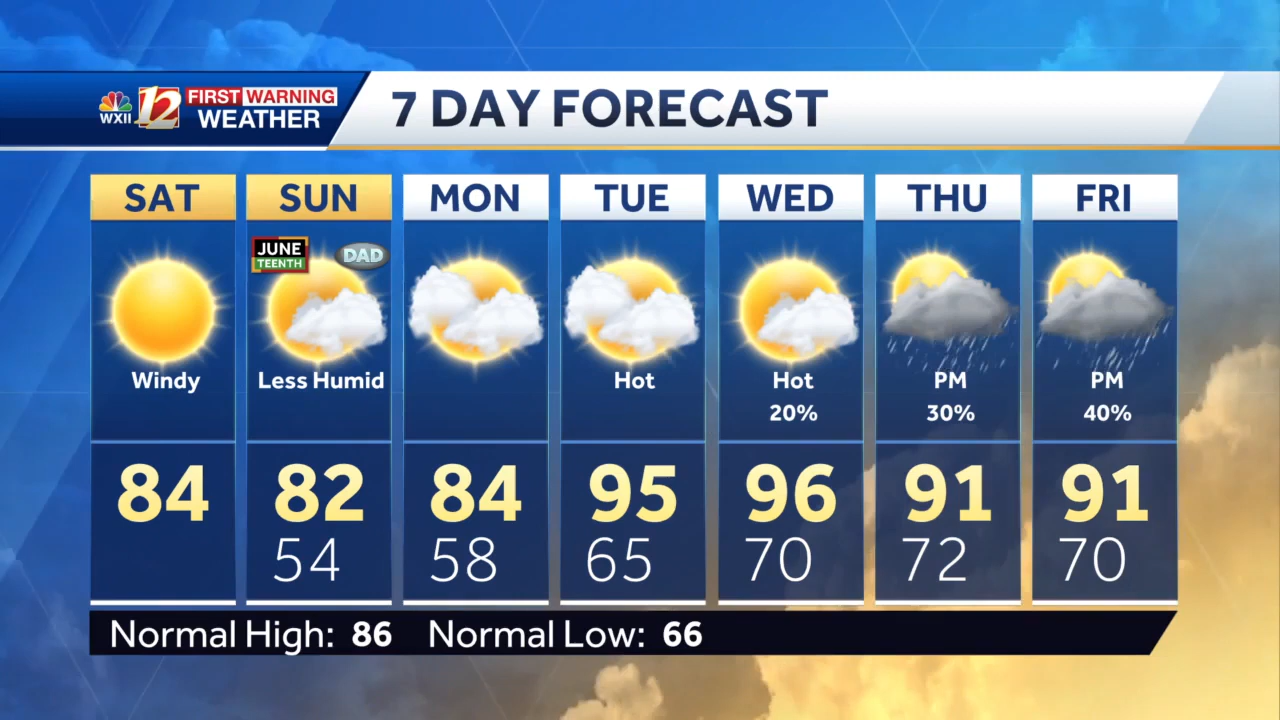 WXII 12 FIRST WARNING WEATHER
7 DAY FORECAST
SAT SUN MON TUE WED THU FRI
JUNE TEENTH DAD
Windy Less Humid Hot Hot PM PM
20% 30% 40%
84 82 84 95 96 91 91
54 58 65 70 72 70
Normal High: 86 Normal Low: 66